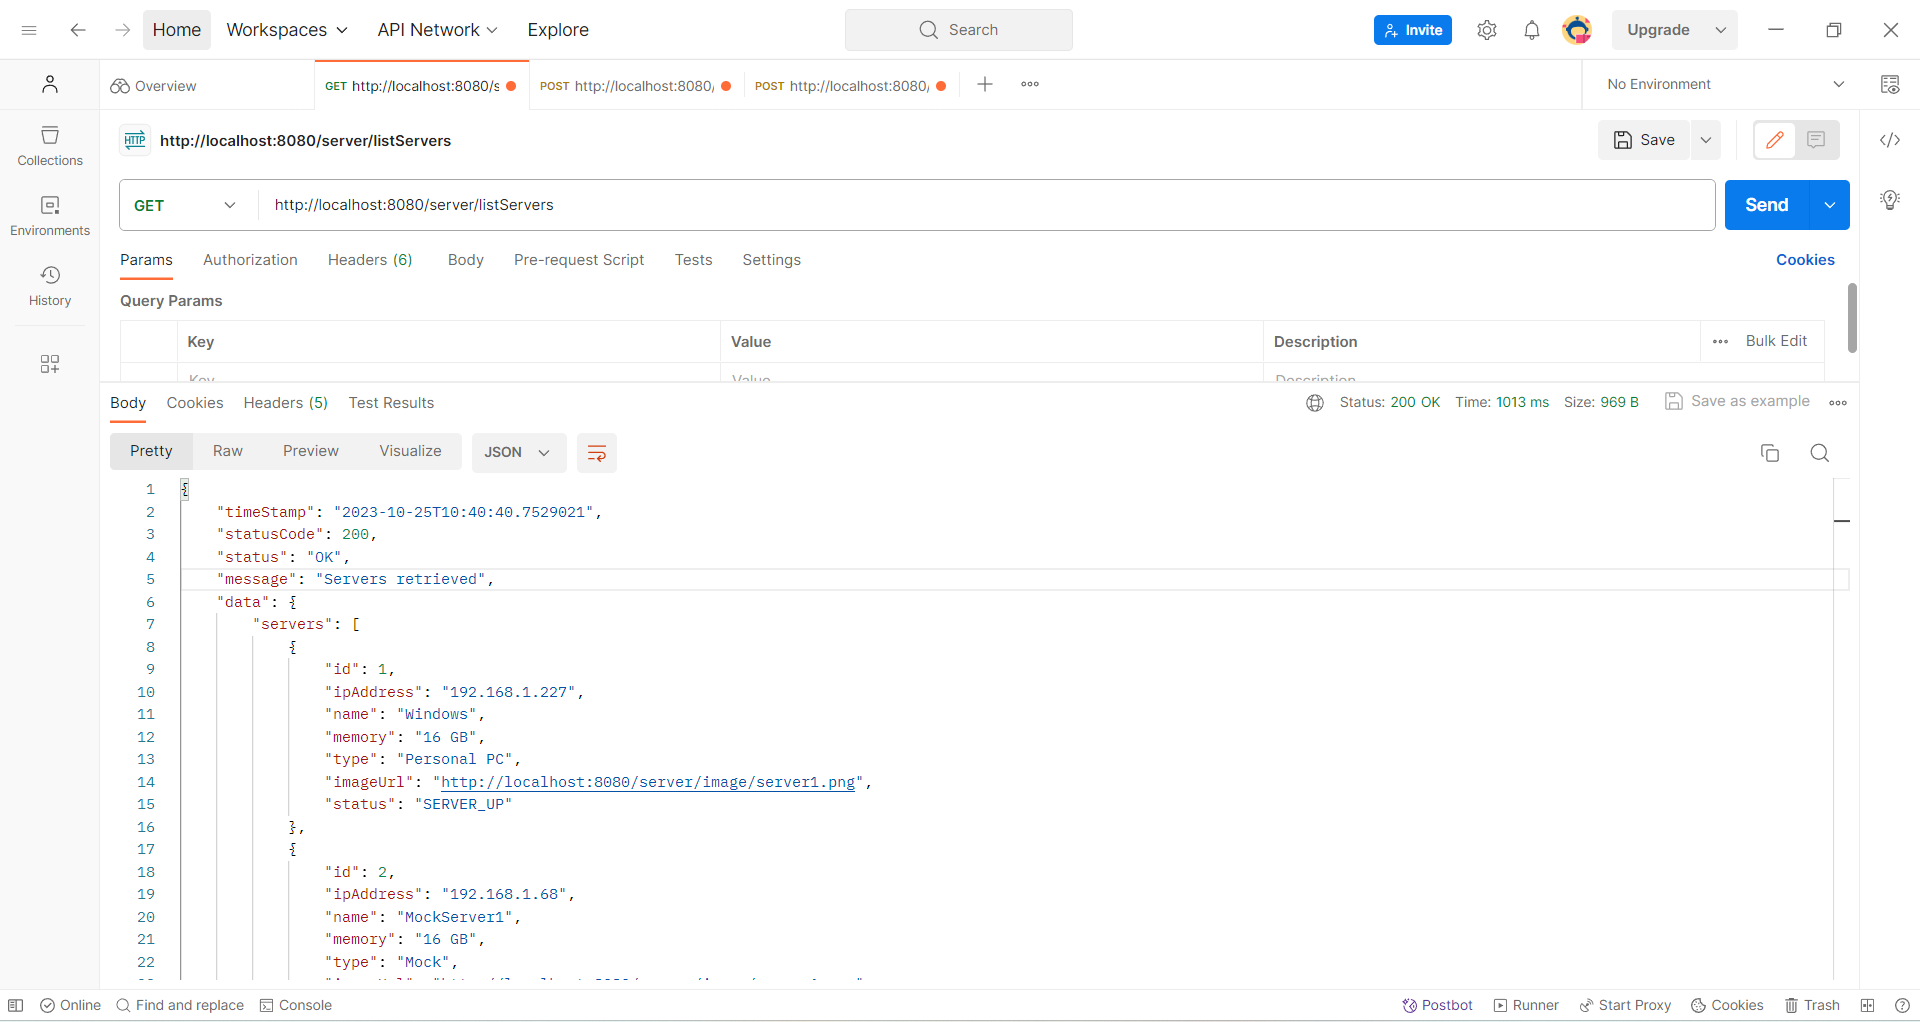 Home Workspaces API Network Explore Search Invite Upgrade
Overview GET http://localhost:8080/s POST http://localhost:8080/ POST http://localhost:8080/ No Environment
HTTP http://localhost:8080/server/listServers Save
Collections
Environments
History
GET http://localhost:8080/server/listServers Send
Params Authorization Headers (6) Body Pre-request Script Tests Settings Cookies
Query Params
Key Value Description Bulk Edit
Key Value Description
Body Cookies Headers (5) Test Results Status: 200 OK Time: 1013 ms Size: 969 B Save as example
Pretty Raw Preview Visualize JSON
1 {
2 "timeStamp": "2023-10-25T10:40:40.7529021",
3 "statusCode": 200,
4 "status": "OK",
5 "message": "Servers retrieved",
6 "data": {
7 "servers": [
8 {
9 "id": 1,
10 "ipAddress": "192.168.1.227",
11 "name": "Windows",
12 "memory": "16 GB",
13 "type": "Personal PC",
14 "imageUrl": "http://localhost:8080/server/image/server1.png",
15 "status": "SERVER_UP"
16 },
17 {
18 "id": 2,
19 "ipAddress": "192.168.1.68",
20 "name": "MockServer1",
21 "memory": "16 GB",
22 "type": "Mock",
Online Find and replace Console Postbot Runner Start Proxy Cookies Trash